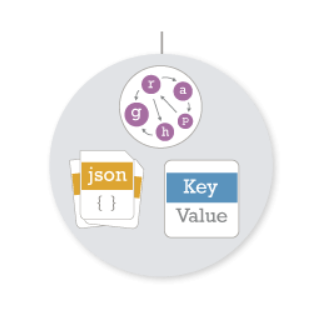 r a p h g
json
{ }
Key
Value